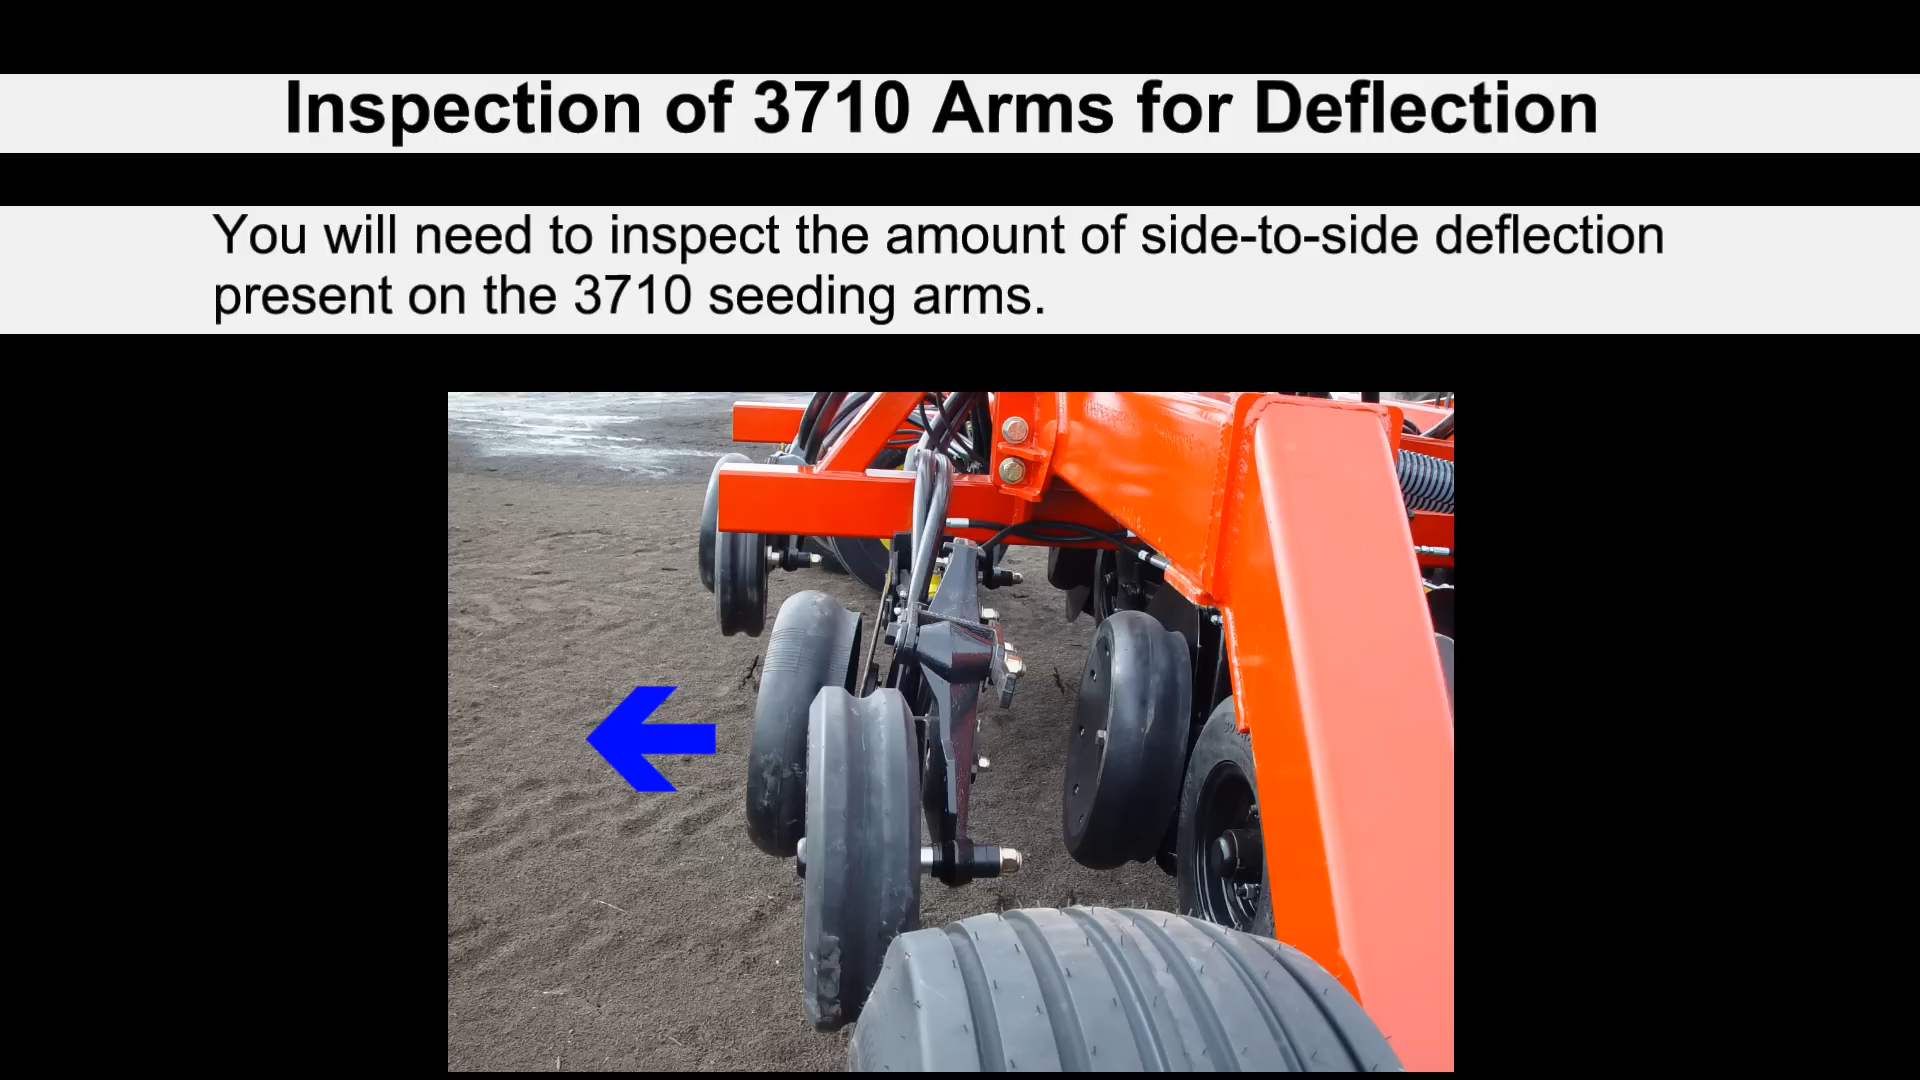 Inspection of 3710 Arms for Deflection
You will need to inspect the amount of side-to-side deflection
present on the 3710 seeding arms.